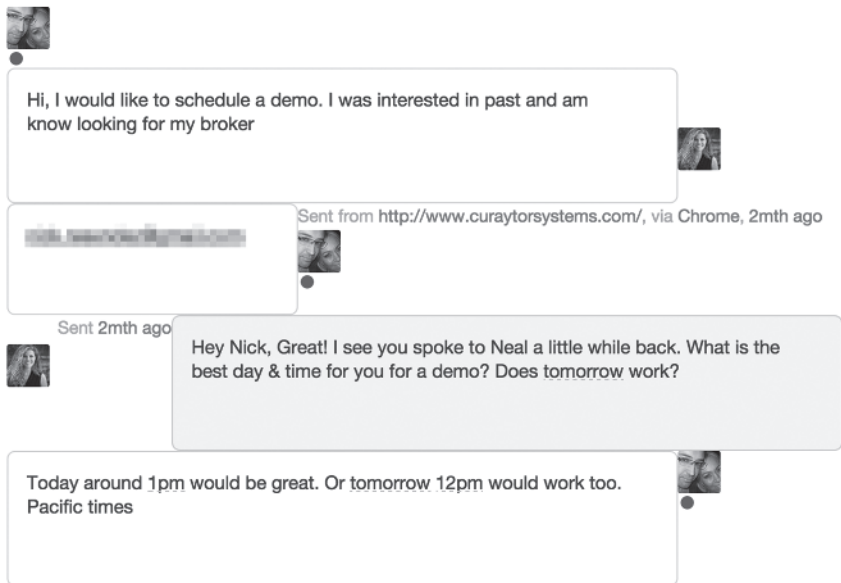 Hi, I would like to schedule a demo. I was interested in past and am
know looking for my broker
Sent from http://www.curaytorsystems.com/, via Chrome, 2mth ago
Sent 2mth ago
Hey Nick, Great! I see you spoke to Neal a little while back. What is the
best day & time for you for a demo? Does tomorrow work?
Today around 1pm would be great. Or tomorrow 12pm would work too.
Pacific times